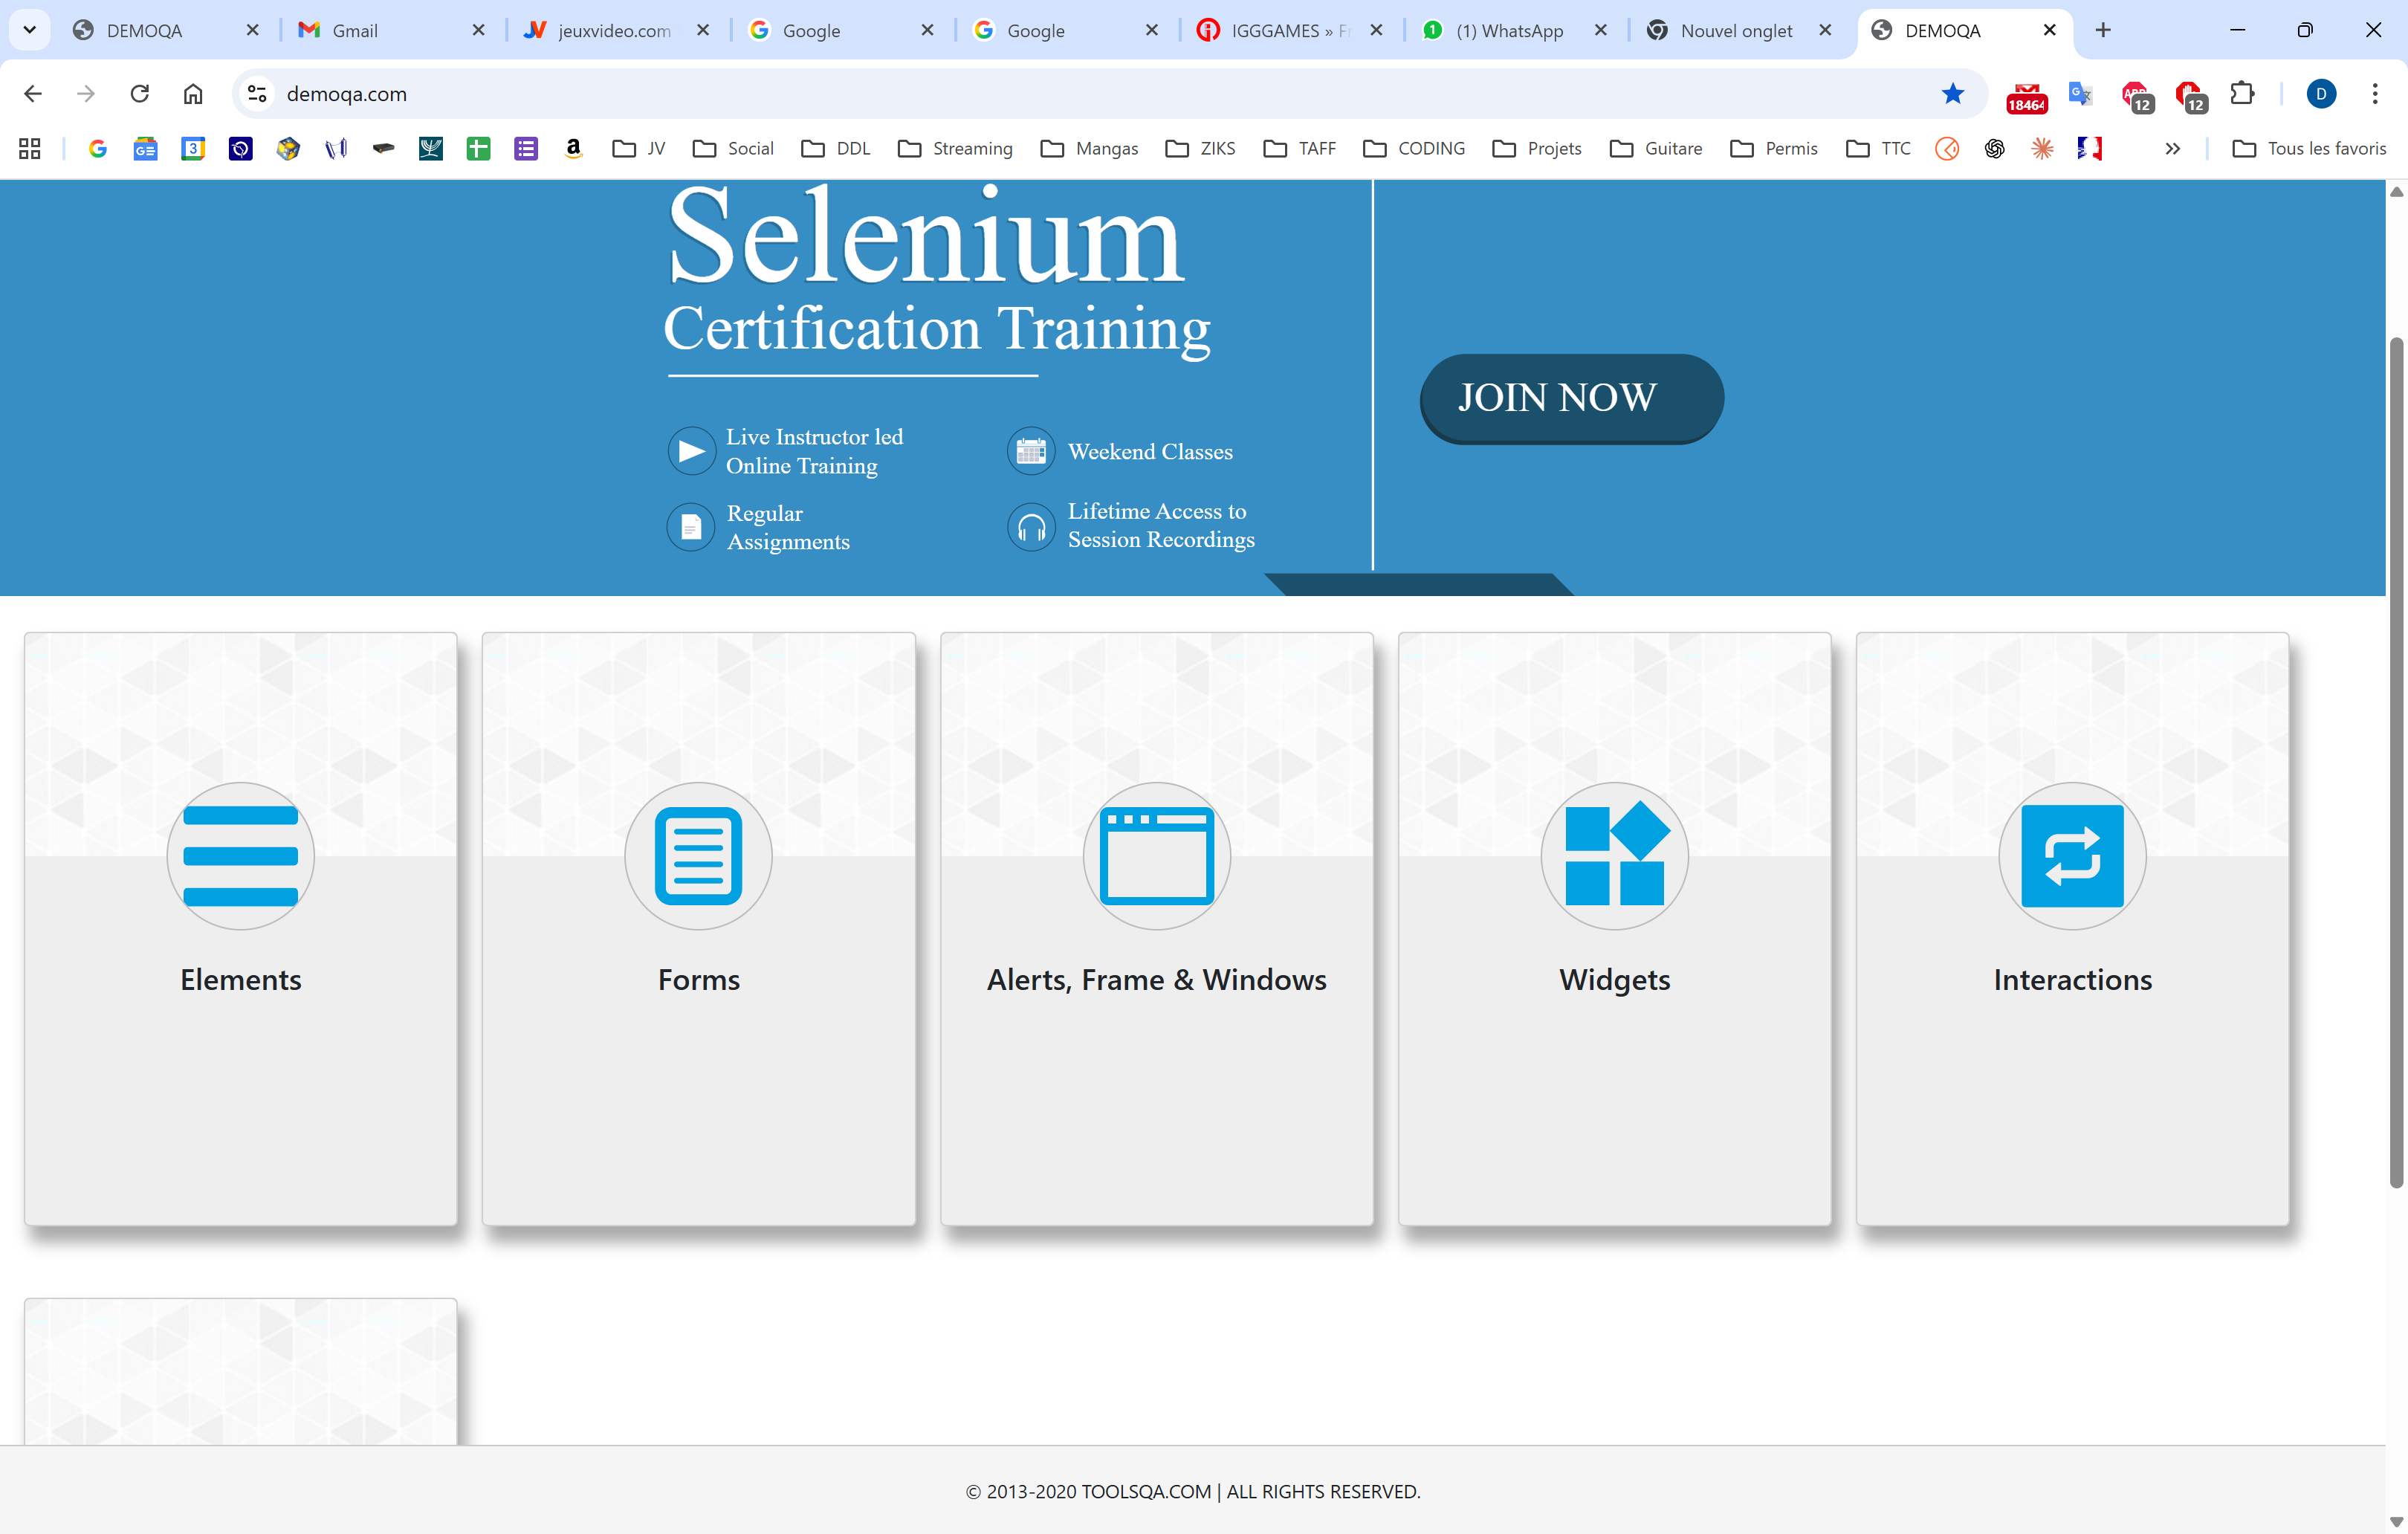 DEMOQA
Gmail
jeuxvideo.com
Google
Google
IGGGAMES » Fr
1
(1) WhatsApp
Nouvel onglet
DEMOQA
demoqa.com
18464
12
12
D
3
JV
Social
DDL
Streaming
Mangas
ZIKS
TAFF
CODING
Projets
Guitare
Permis
TTC
Tous les favoris
Selenium
Certification Training
Live Instructor led
Online Training
Weekend Classes
Regular
Assignments
Lifetime Access to
Session Recordings
JOIN NOW
Elements
Forms
Alerts, Frame & Windows
Widgets
Interactions
© 2013-2020 TOOLSQA.COM | ALL RIGHTS RESERVED.